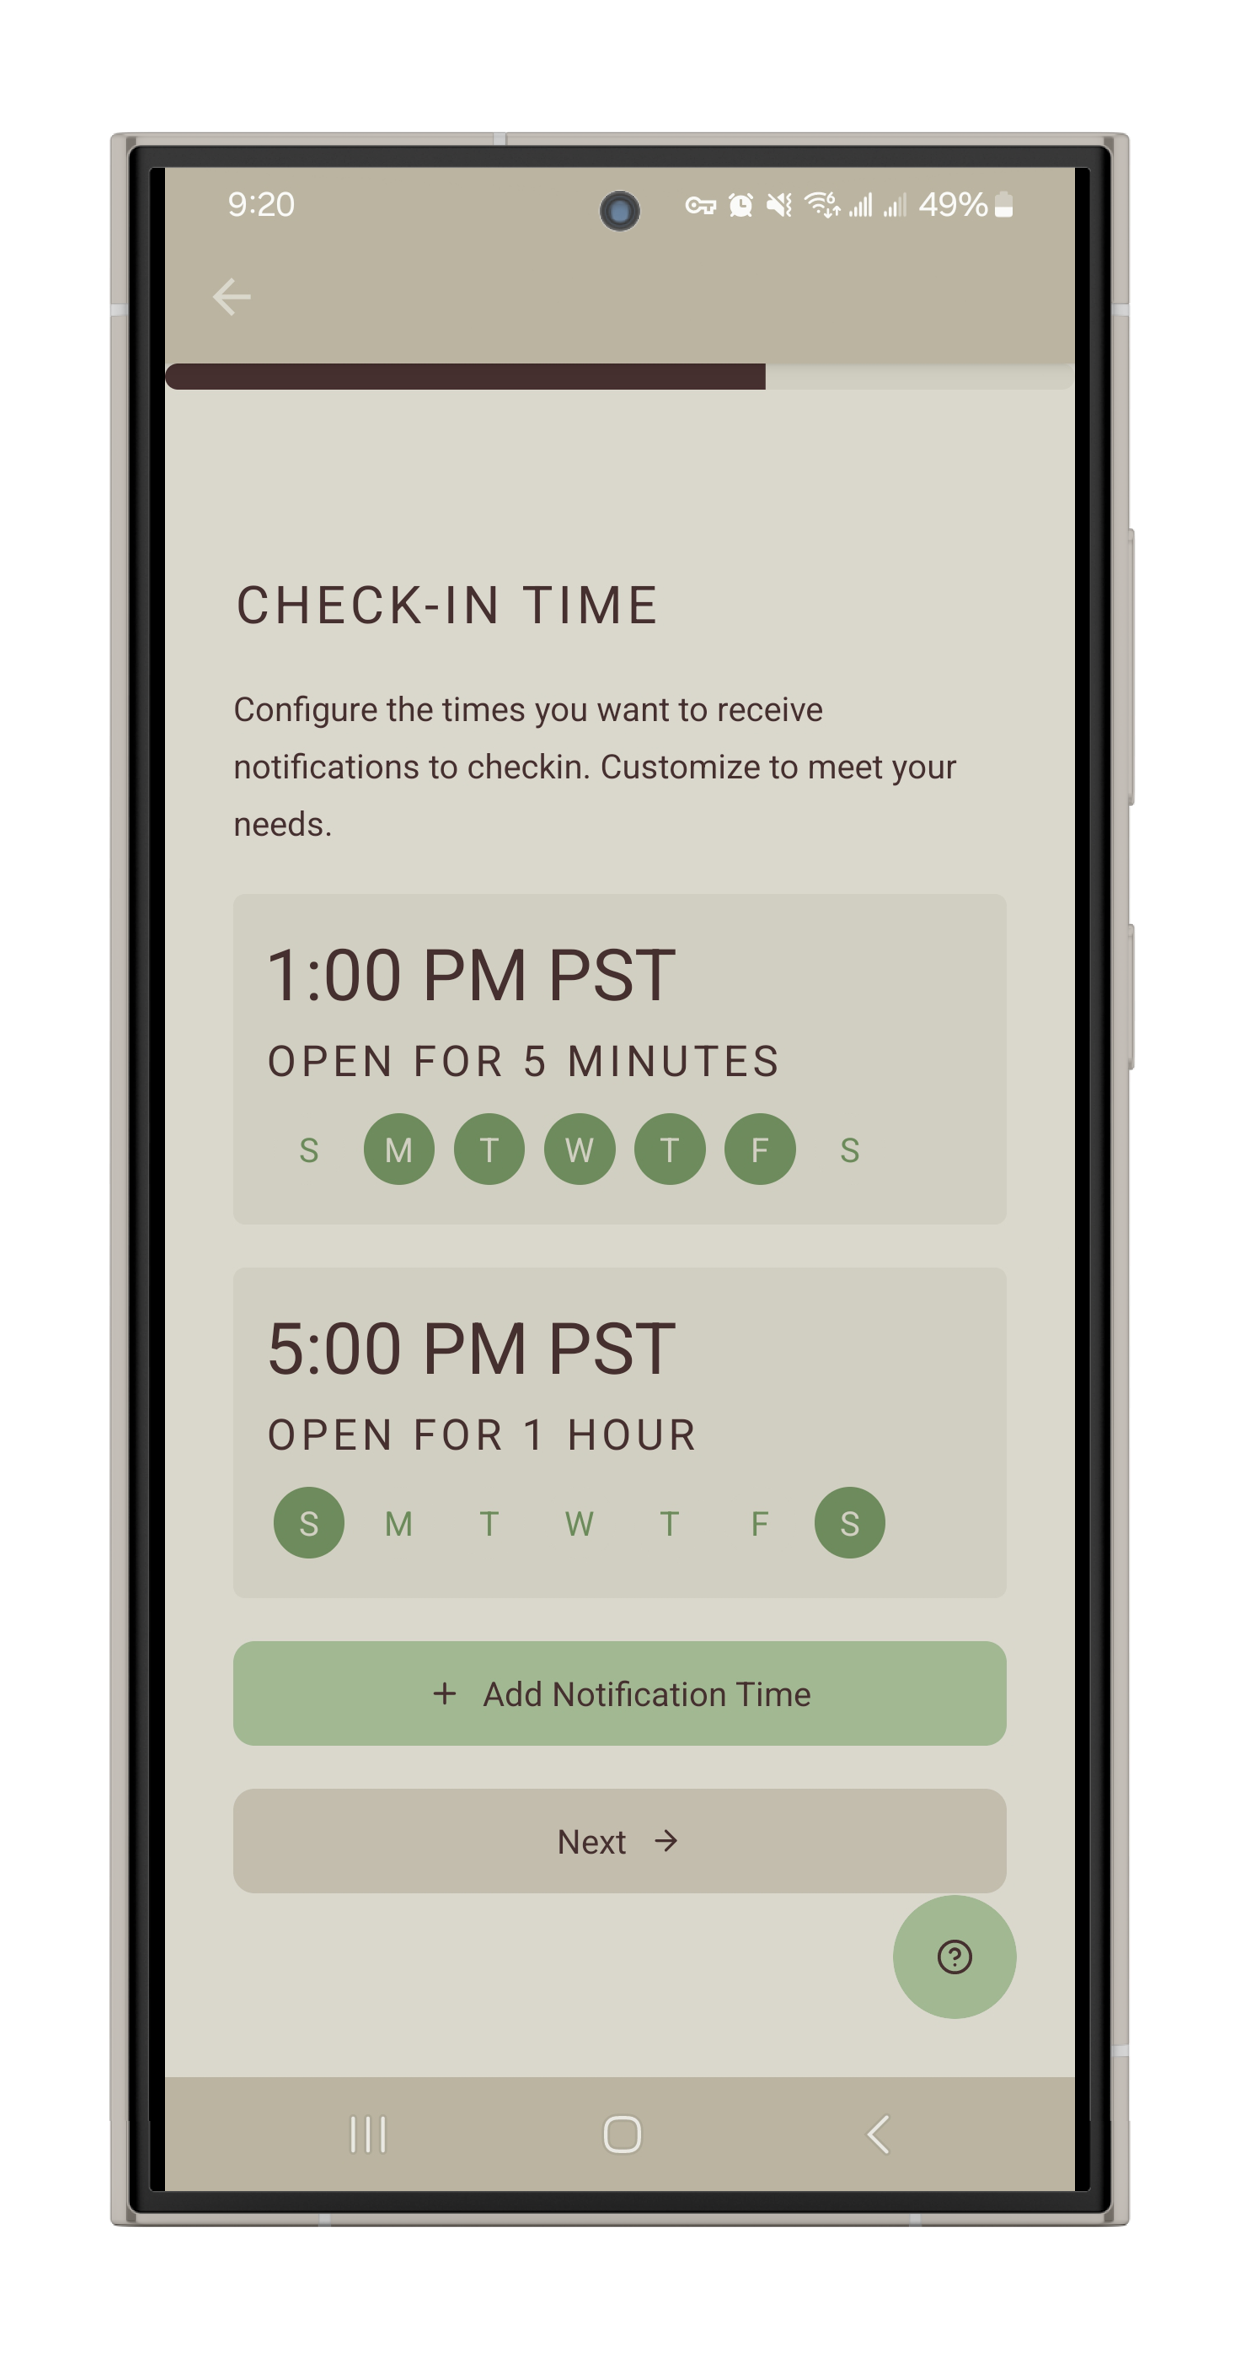 9:20 49%
CHECK-IN TIME
Configure the times you want to receive
notifications to checkin. Customize to meet your
needs.
1:00 PM PST
OPEN FOR 5 MINUTES
S M T W T F S
5:00 PM PST
OPEN FOR 1 HOUR
S M T W T F S
+ Add Notification Time
Next →
?